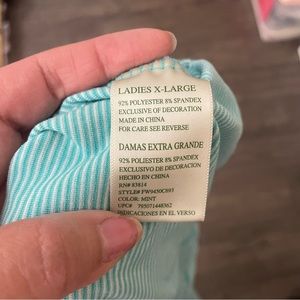 LADIES X-LARGE
92% POLYESTER 8% SPANDEX
EXCLUSIVE OF DECORATION
MADE IN CHINA
FOR CARE SEE REVERSE
DAMAS EXTRA GRANDE
92% POLIESTER 8% SPANDEX
EXCLUSIVO DE DECORACION
HECHO EN CHINA
RN# 83814
STYLE# FW9450C893
COLOR: MINT
UPC# 795071448362
INDICACIONES EN EL VERSO